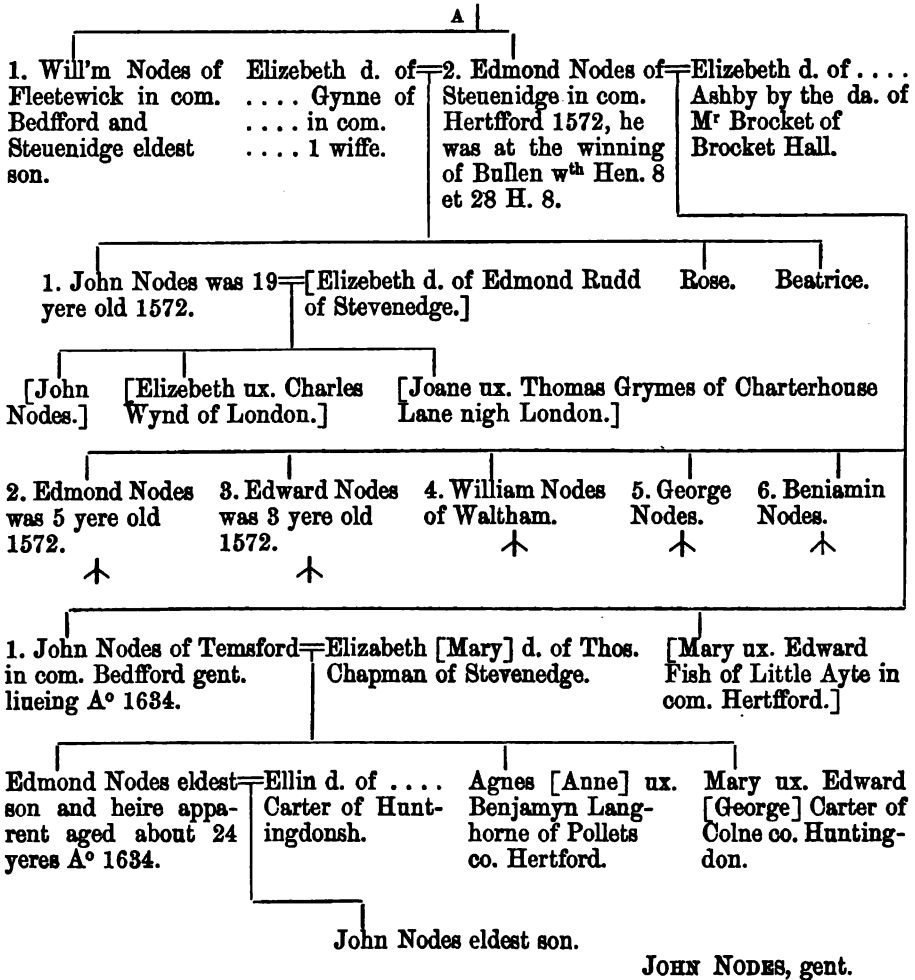 A
1. Will'm Nodes of
Fleetewick in com.
Bedfford and
Steuenidge eldest
son.
Elizebeth d. of
.... Gynne of
.... in com.
.... 1 wiffe.
2. Edmond Nodes of
Steuenidge in com.
Hertfford 1572, he
was at the winning
of Bullen wth Hen. 8
et 28 H. 8.
Elizebeth d. of ....
Ashby by the da. of
Mr Brocket of
Brocket Hall.
1. John Nodes was 19
yere old 1572.
[Elizebeth d. of Edmond Rudd
of Stevenedge.]
Rose.
Beatrice.
[John
Nodes.]
[Elizebeth ux. Charles
Wynd of London.]
[Joane ux. Thomas Grymes of Charterhouse
Lane nigh London.]
2. Edmond Nodes
was 5 yere old
1572.
3. Edward Nodes
was 3 yere old
1572.
4. William Nodes
of Waltham.
5. George
Nodes.
6. Beniamin
Nodes.
1. John Nodes of Temsford
in com. Bedfford gent.
liueing Ao 1634.
Elizabeth [Mary] d. of Thos.
Chapman of Stevenedge.
[Mary ux. Edward
Fish of Little Ayte in
com. Hertfford.]
Edmond Nodes eldest
son and heire appa-
rent aged about 24
yeres Ao 1634.
Ellin d. of ....
Carter of Hunt-
ingdonsh.
Agnes [Anne] ux.
Benjamyn Lang-
horne of Pollets
co. Hertford.
Mary ux. Edward
[George] Carter of
Colne co. Hunting-
don.
John Nodes eldest son.
JOHN NODES, gent.